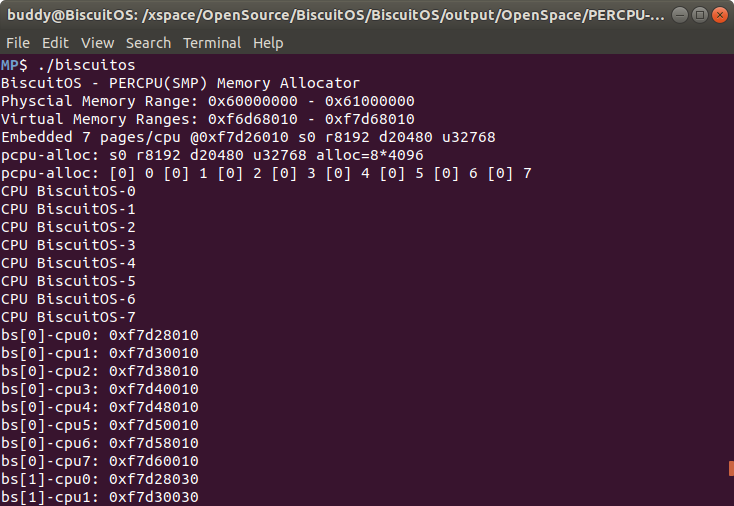 buddy@BiscuitOS: /xspace/OpenSource/BiscuitOS/BiscuitOS/output/OpenSpace/PERCPU-...
File Edit View Search Terminal Help
MP$ ./biscuitos
BiscuitOS - PERCPU(SMP) Memory Allocator
Physcial Memory Range: 0x60000000 - 0x61000000
Virtual Memory Ranges: 0xf6d68010 - 0xf7d68010
Embedded 7 pages/cpu @0xf7d26010 s0 r8192 d20480 u32768
pcpu-alloc: s0 r8192 d20480 u32768 alloc=8*4096
pcpu-alloc: [0] 0 [0] 1 [0] 2 [0] 3 [0] 4 [0] 5 [0] 6 [0] 7
CPU BiscuitOS-0
CPU BiscuitOS-1
CPU BiscuitOS-2
CPU BiscuitOS-3
CPU BiscuitOS-4
CPU BiscuitOS-5
CPU BiscuitOS-6
CPU BiscuitOS-7
bs[0]-cpu0: 0xf7d28010
bs[0]-cpu1: 0xf7d30010
bs[0]-cpu2: 0xf7d38010
bs[0]-cpu3: 0xf7d40010
bs[0]-cpu4: 0xf7d48010
bs[0]-cpu5: 0xf7d50010
bs[0]-cpu6: 0xf7d58010
bs[0]-cpu7: 0xf7d60010
bs[1]-cpu0: 0xf7d28030
bs[1]-cpu1: 0xf7d30030